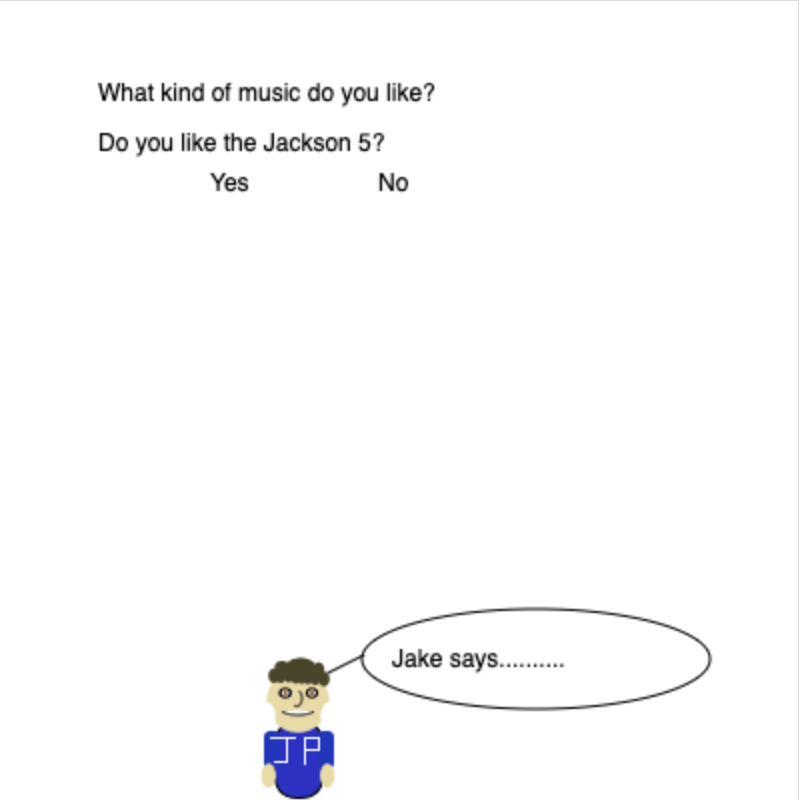 What kind of music do you like?
Do you like the Jackson 5?
Yes No
Jake says..........
JP